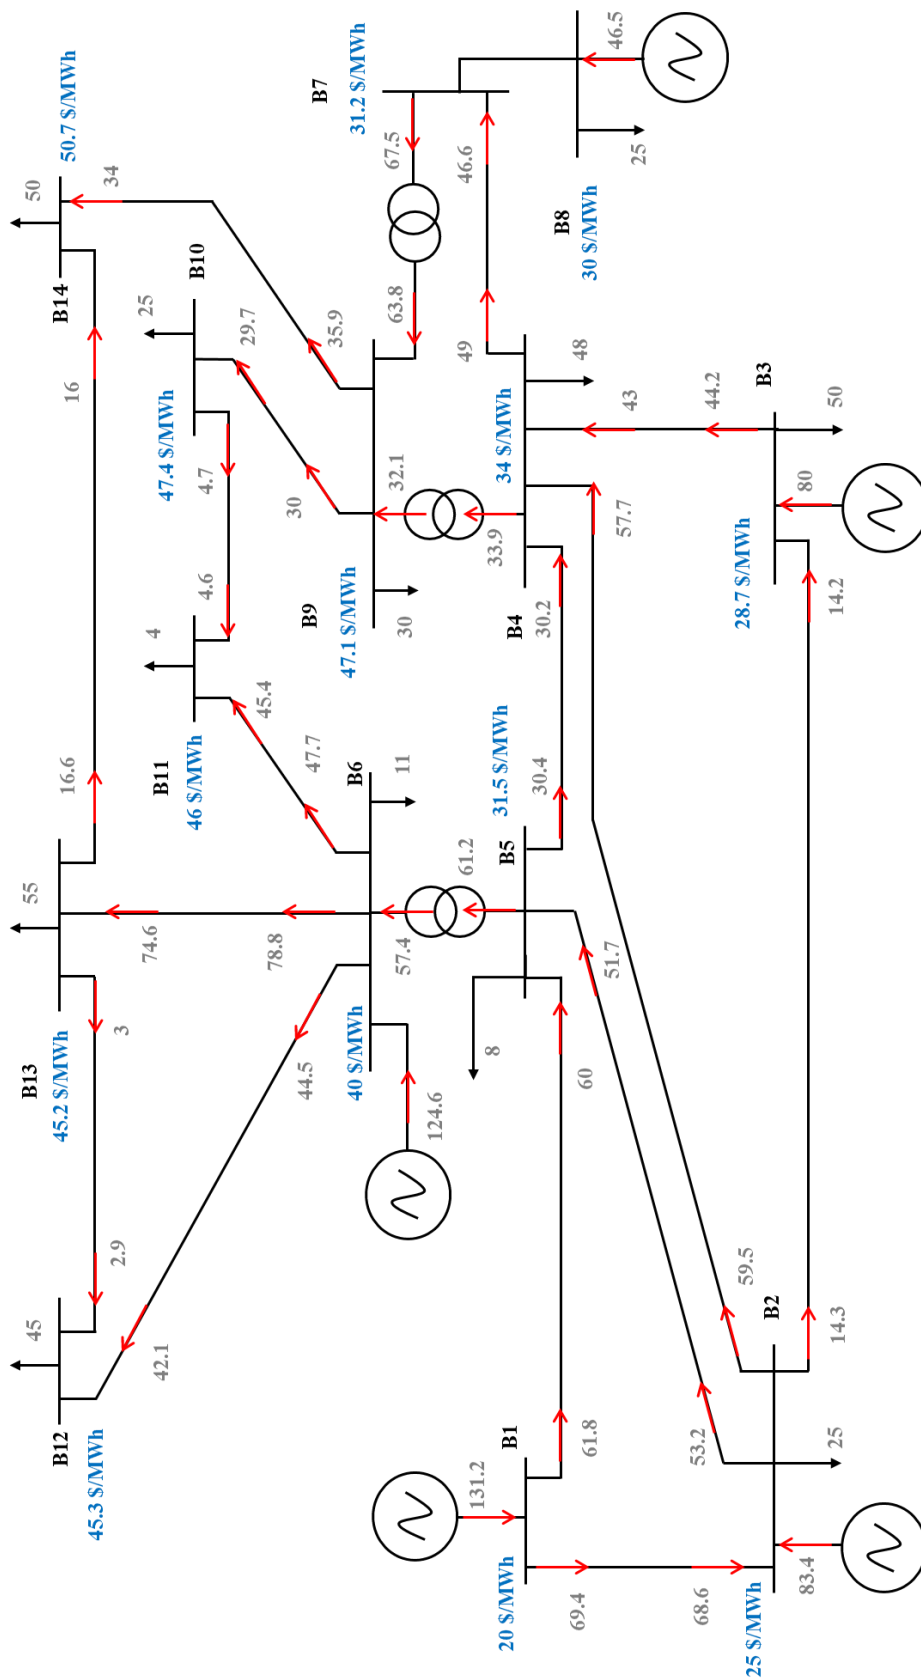 B12
45.3 $/MWh
45
2.9
42.1
3
B13
45.2 $/MWh
55
74.6
78.8
44.5
16.6
16
B14
50.7 $/MWh
50
34
35.9
B11
46 $/MWh
4
4.6
4.7
45.4
47.7
B10
47.4 $/MWh
25
29.7
30
B6
40 $/MWh
11
124.6
57.4
61.2
B9
47.1 $/MWh
30
32.1
33.9
63.8
67.5
B7
31.2 $/MWh
46.6
49
B8
30 $/MWh
25
46.5
B5
31.5 $/MWh
8
60
51.7
30.4
30.2
B4
34 $/MWh
48
57.7
43
44.2
B3
28.7 $/MWh
50
80
14.2
B1
20 $/MWh
131.2
61.8
69.4
68.6
B2
25 $/MWh
83.4
25
53.2
59.5
14.3